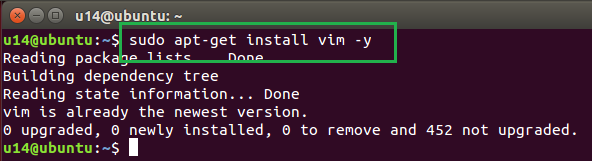 u14@ubuntu: ~
u14@ubuntu:~$ sudo apt-get install vim -y
Reading package lists... Done
Building dependency tree
Reading state information... Done
vim is already the newest version.
0 upgraded, 0 newly installed, 0 to remove and 452 not upgraded.
u14@ubuntu:~$